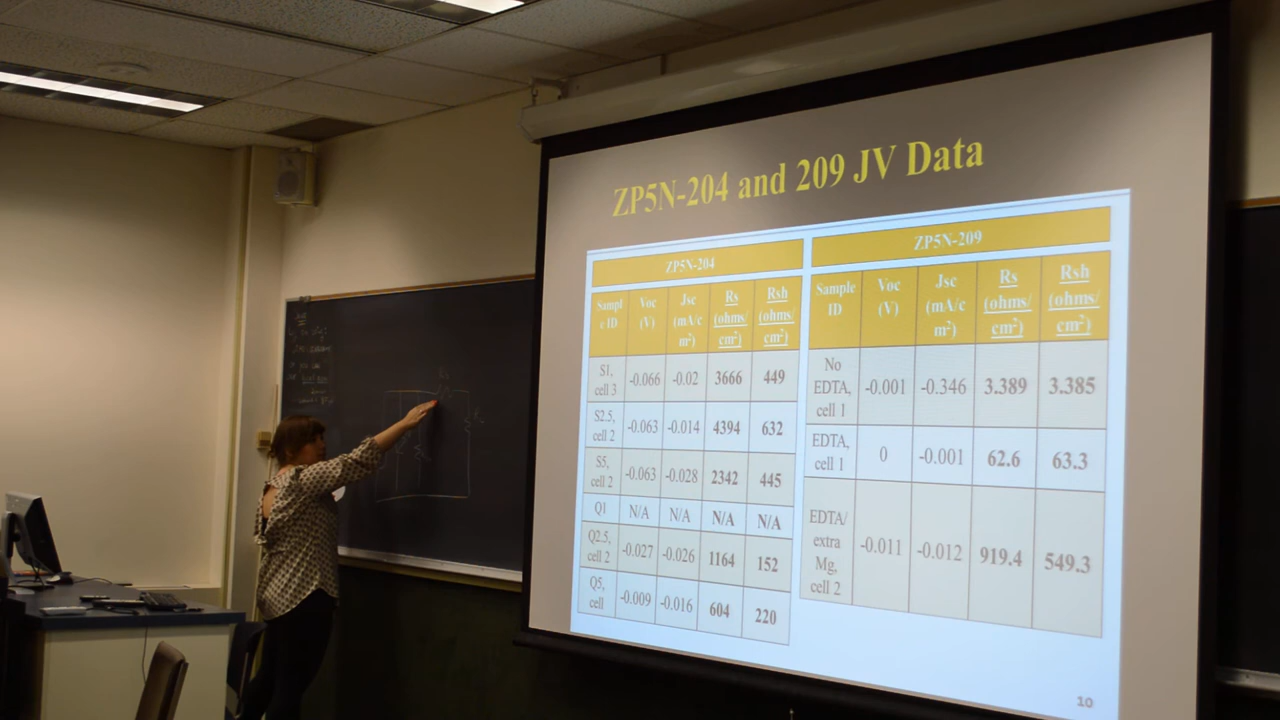 ZP5N-204 and 209 JV Data
ZP5N-204
Sampl
e ID
Voc
(V)
Jsc
(mA/c
m²)
Rs
(ohms/
cm²)
Rsh
(ohms/
cm²)
S1,
cell 3
-0.066
-0.02
3666
449
S2.5,
cell 2
-0.063
-0.014
4394
632
S5,
cell 2
-0.063
-0.028
2342
445
Q1
N/A
N/A
N/A
N/A
Q2.5,
cell 2
-0.027
-0.026
1164
152
Q5,
cell
-0.009
-0.016
604
220
ZP5N-209
Sample
ID
Voc
(V)
Jsc
(mA/c
m²)
Rs
(ohms/
cm²)
Rsh
(ohms/
cm²)
No
EDTA,
cell 1
-0.001
-0.346
3.389
3.385
EDTA,
cell 1
0
-0.001
62.6
63.3
EDTA/
extra
Mg,
cell 2
-0.011
-0.012
919.4
549.3
10